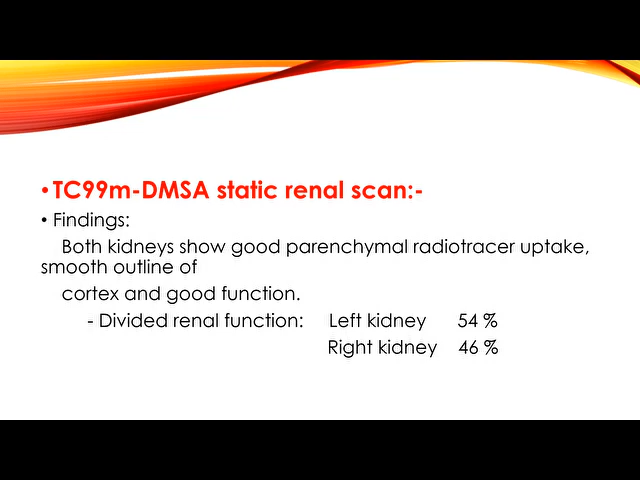 • TC99m-DMSA static renal scan:-
• Findings:
Both kidneys show good parenchymal radiotracer uptake,
smooth outline of
cortex and good function.
- Divided renal function: Left kidney 54 %
Right kidney 46 %